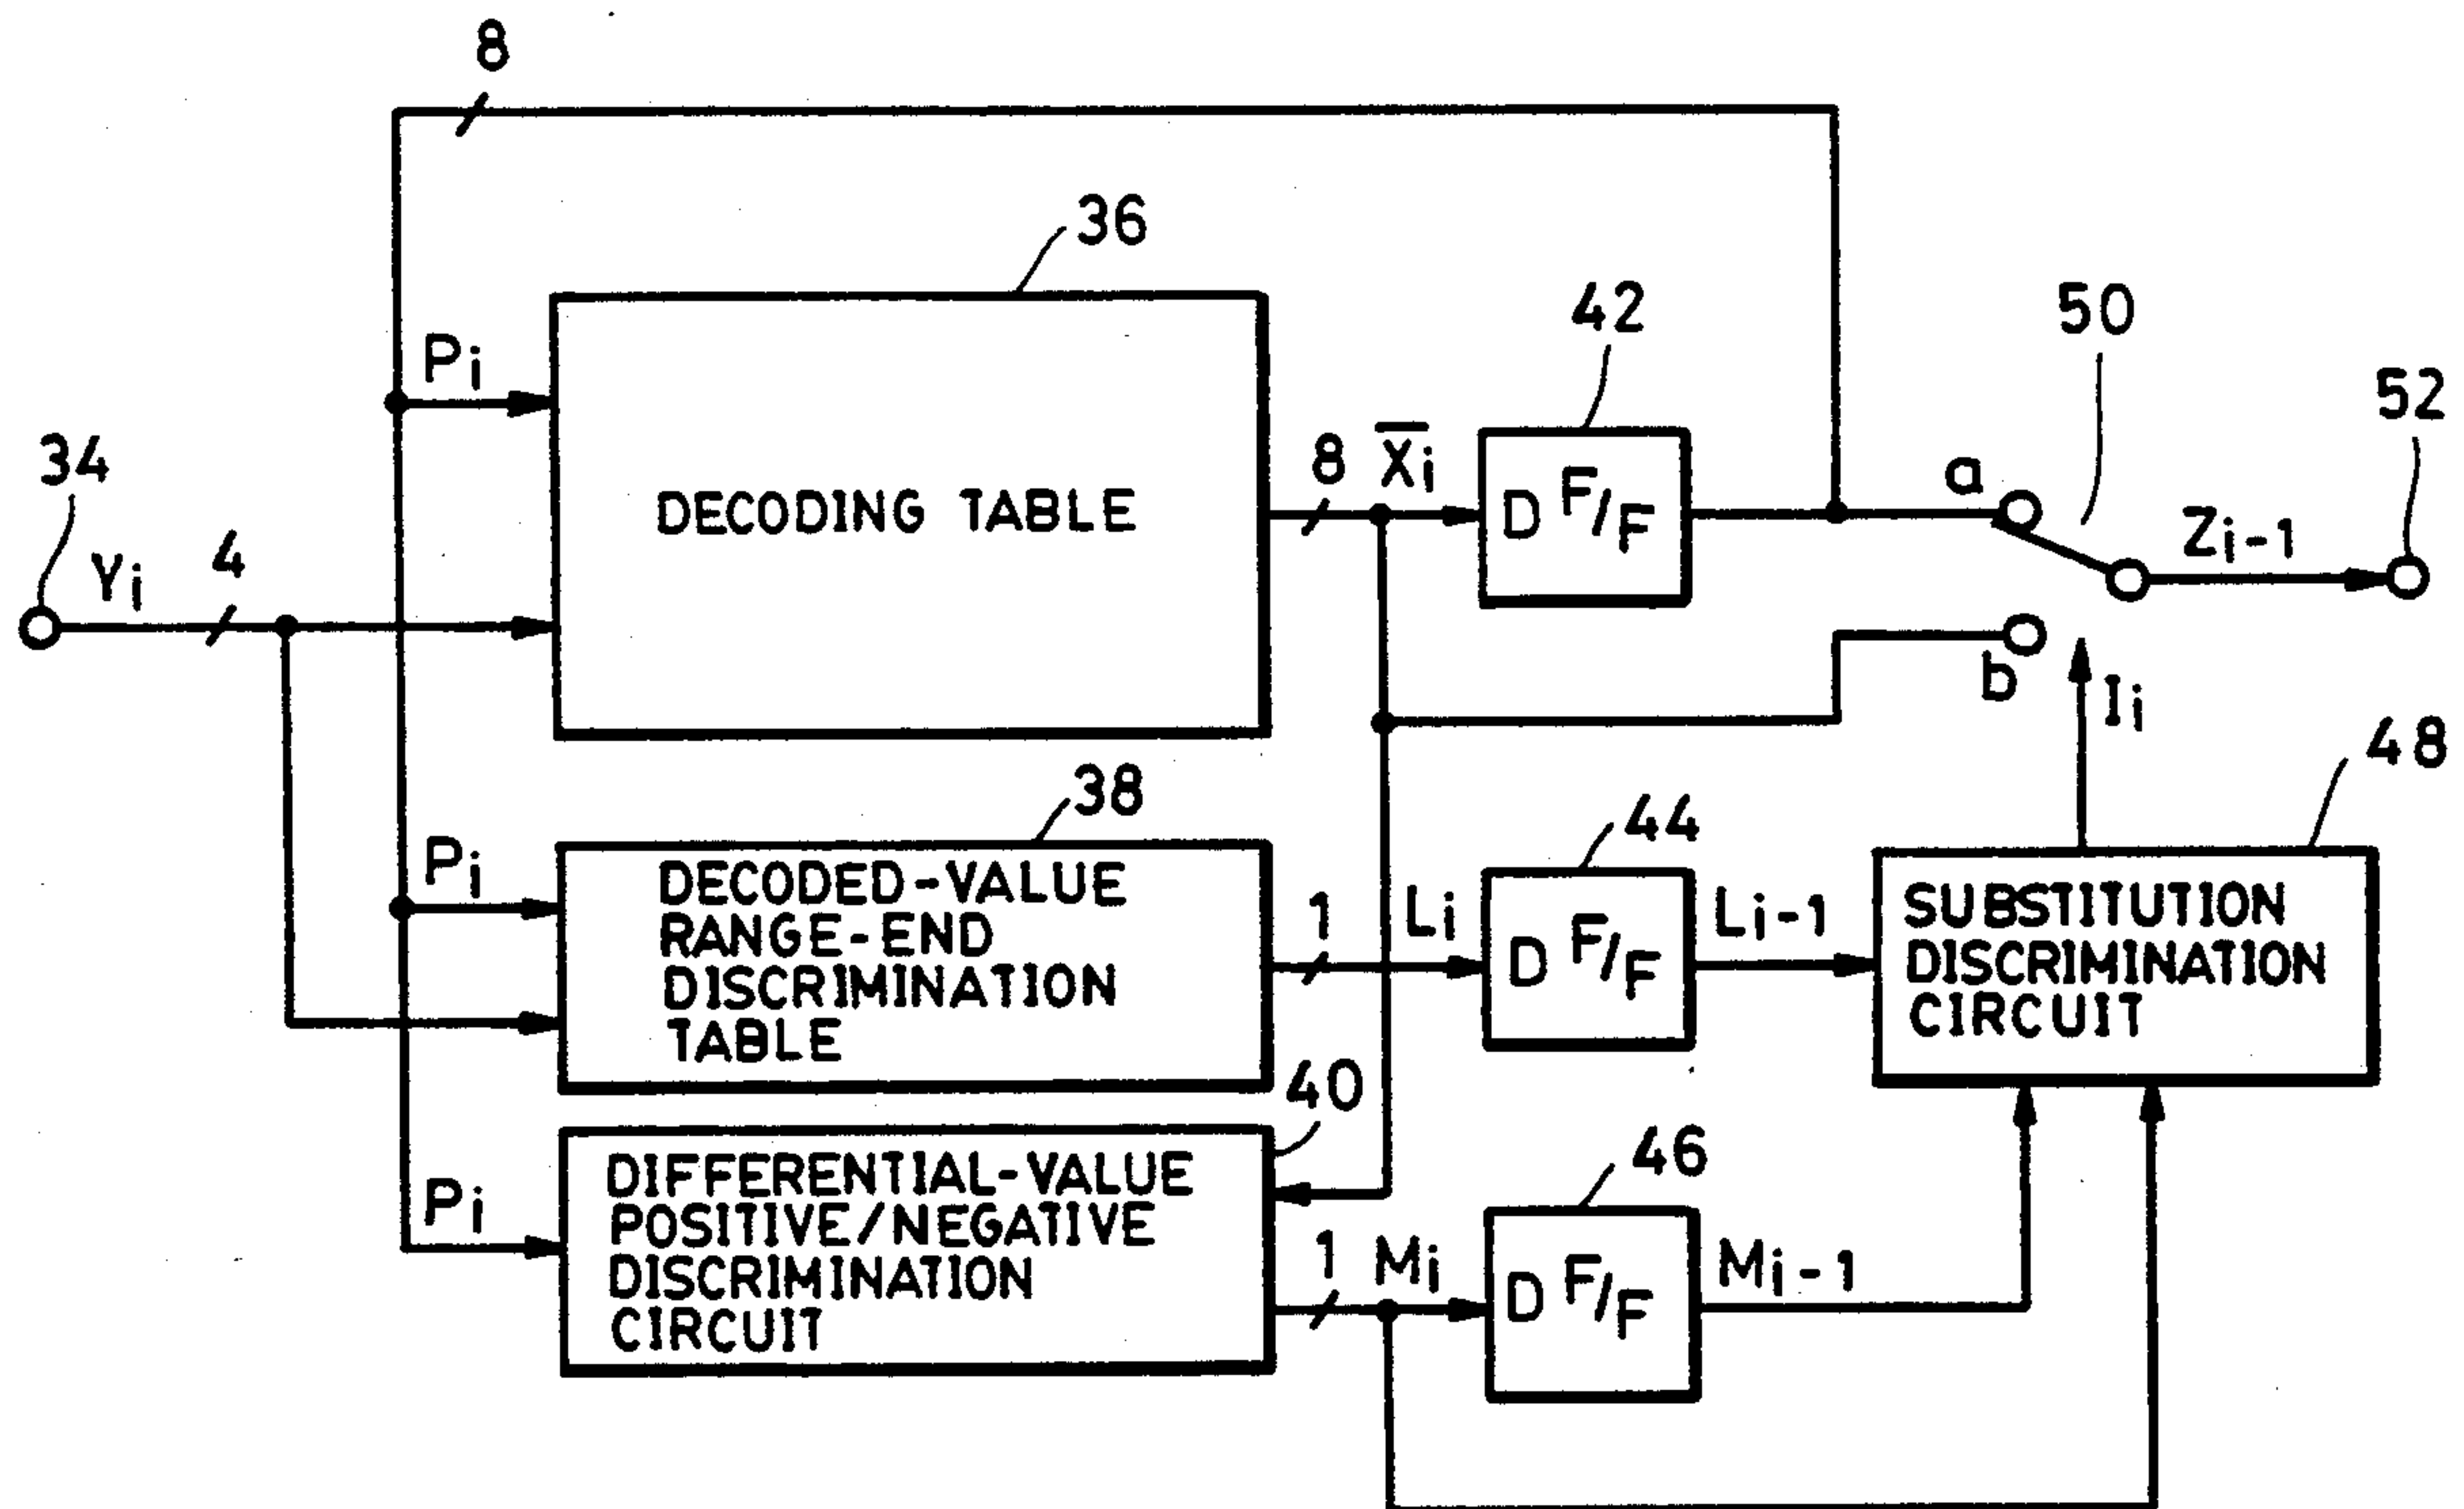 8
36
42
50
52
34
Pi
Yi
4
DECODING TABLE
8
X̅i
D F/F
a
Zi-1
b
Ii
48
38
44
Pi
DECODED-VALUE
RANGE-END
DISCRIMINATION
TABLE
1
Li
D F/F
Li-1
SUBSTITUTION
DISCRIMINATION
CIRCUIT
40
46
Pi
DIFFERENTIAL-VALUE
POSITIVE/NEGATIVE
DISCRIMINATION
CIRCUIT
1
Mi
D F/F
Mi-1